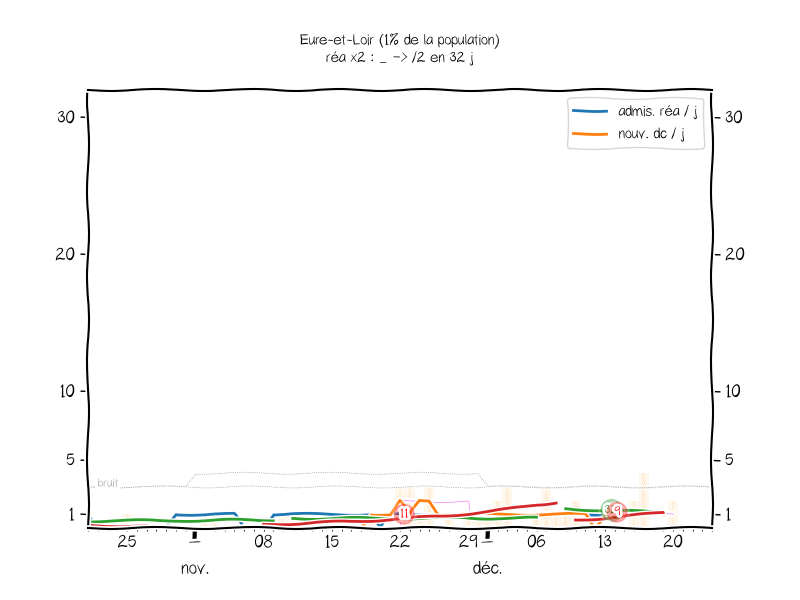 Eure-et-Loir (1% de la population)
réa x2 : _ -> /2 en 32 j
admis. réa / j
nouv. dc / j
30
30
20
20
10
10
5
5
bruit
1
1
11
9
25
08
15
22
29
06
13
20
nov.
déc.